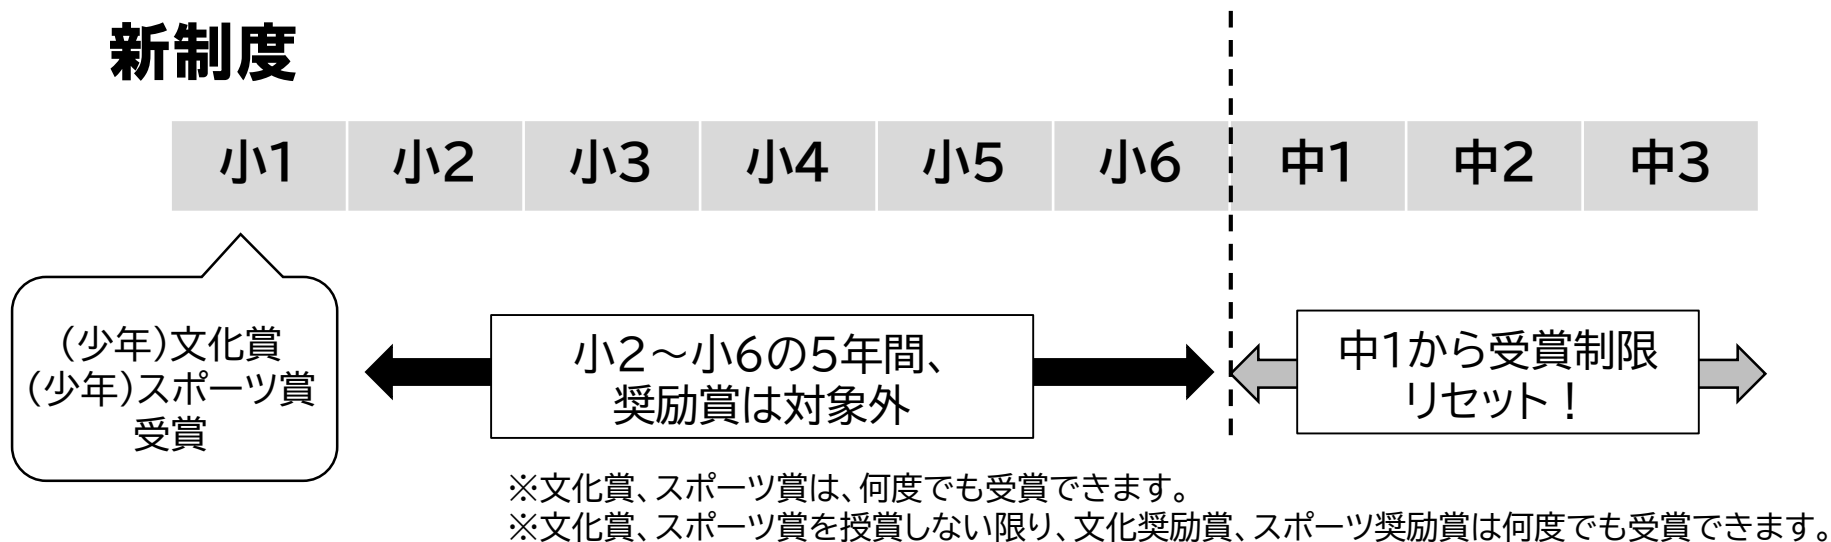 新制度
小1 小2 小3 小4 小5 小6 中1 中2 中3
(少年)文化賞
(少年)スポーツ賞
受賞
小2～小6の5年間、
奨励賞は対象外
中1から受賞制限
リセット！
※文化賞、スポーツ賞は、何度でも受賞できます。
※文化賞、スポーツ賞を授賞しない限り、文化奨励賞、スポーツ奨励賞は何度でも受賞できます。